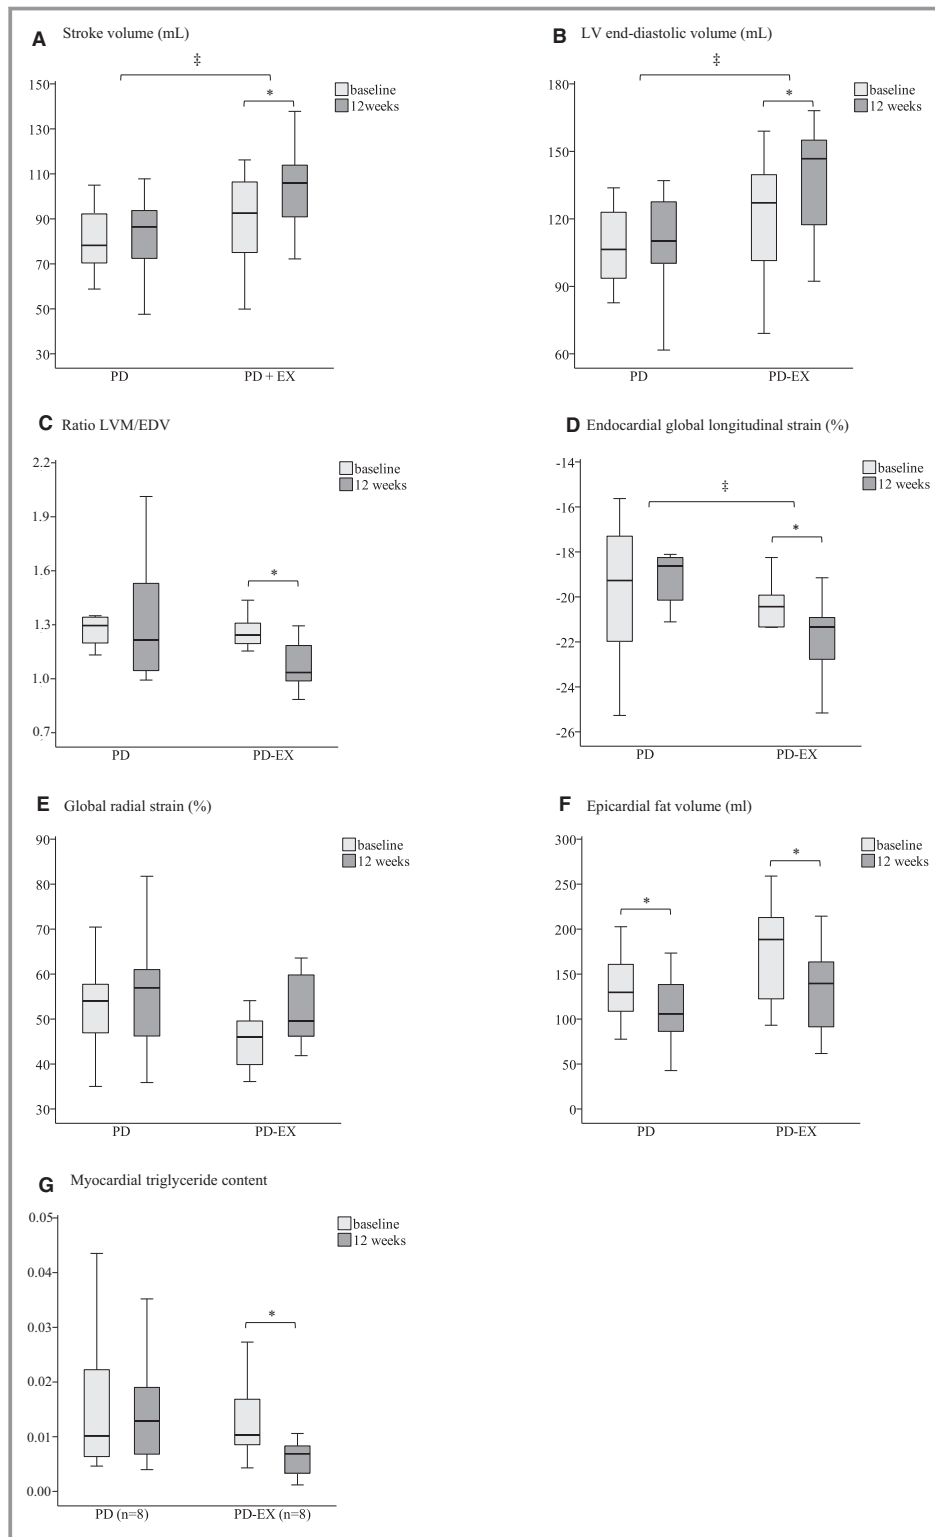 A Stroke volume (mL)
‡
*
150
130
110
90
70
50
30
baseline
12weeks
PD PD + EX
B LV end-diastolic volume (mL)
‡
*
180
150
120
90
60
baseline
12 weeks
PD PD-EX
C Ratio LVM/EDV
*
2.2
1.9
1.6
1.3
1.0
0.7
baseline
12 weeks
PD PD-EX
D Endocardial global longitudinal strain (%)
‡
*
-14
-16
-18
-20
-22
-24
-26
baseline
12 weeks
PD PD-EX
E Global radial strain (%)
90
80
70
60
50
40
30
baseline
12 weeks
PD PD-EX
F Epicardial fat volume (ml)
*
*
300
250
200
150
100
50
0
baseline
12 weeks
PD PD-EX
G Myocardial triglyceride content
*
0.05
0.04
0.03
0.02
0.01
0.00
baseline
12 weeks
PD (n=8) PD-EX (n=8)